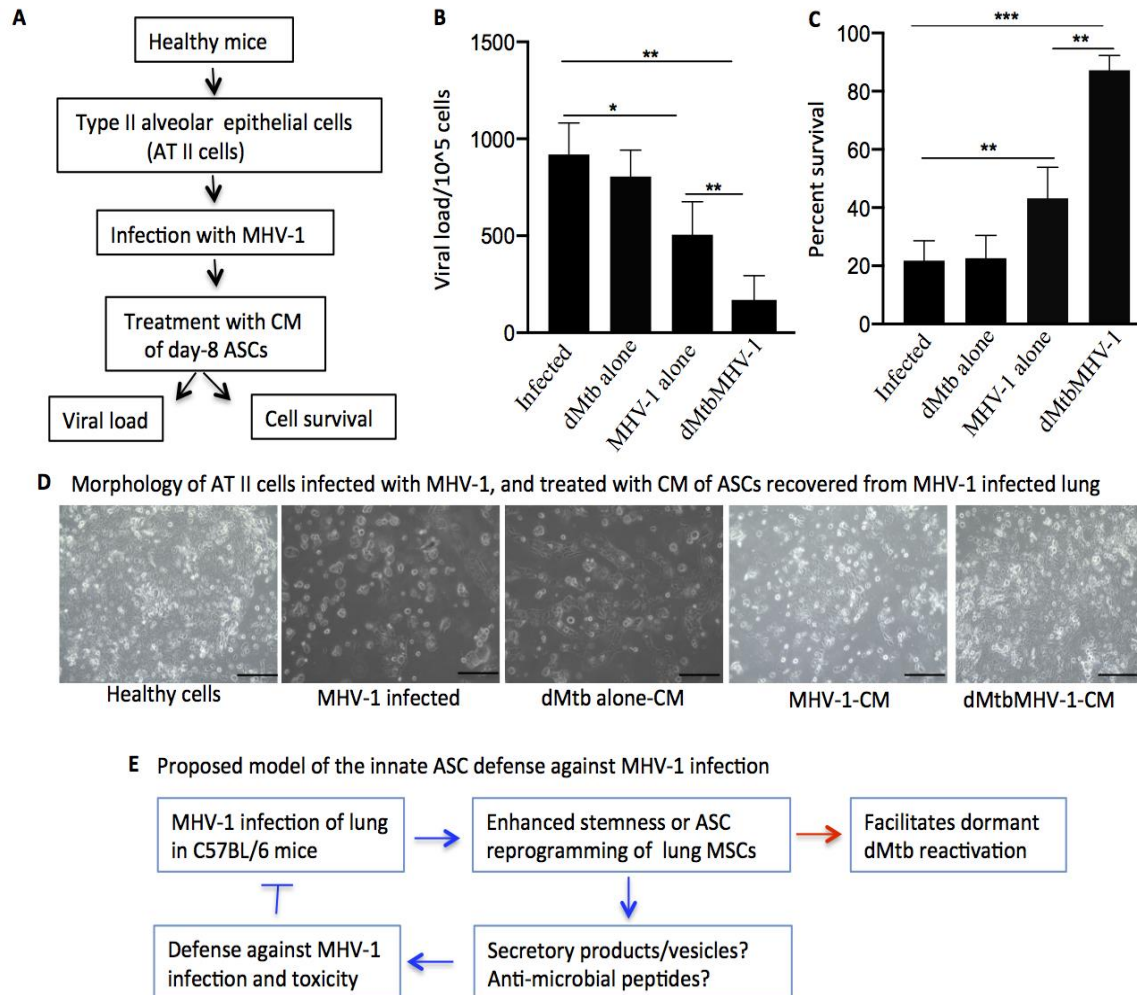 A
Healthy mice
Type II alveolar epithelial cells
(AT II cells)
Infection with MHV-1
Treatment with CM
of day-8 ASCs
Viral load
Cell survival
B
Viral load/10^5 cells
1500
1000
500
0
**
*
**
Infected
dMtb alone
MHV-1 alone
dMtbMHV-1
C
Percent survival
100
80
60
40
20
0
***
**
**
Infected
dMtb alone
MHV-1 alone
dMtbMHV-1
D Morphology of AT II cells infected with MHV-1, and treated with CM of ASCs recovered from MHV-1 infected lung
Healthy cells
MHV-1 infected
dMtb alone-CM
MHV-1-CM
dMtbMHV-1-CM
E Proposed model of the innate ASC defense against MHV-1 infection
MHV-1 infection of lung
in C57BL/6 mice
Enhanced stemness or ASC
reprogramming of lung MSCs
Facilitates dormant
dMtb reactivation
Defense against MHV-1
infection and toxicity
Secretory products/vesicles?
Anti-microbial peptides?